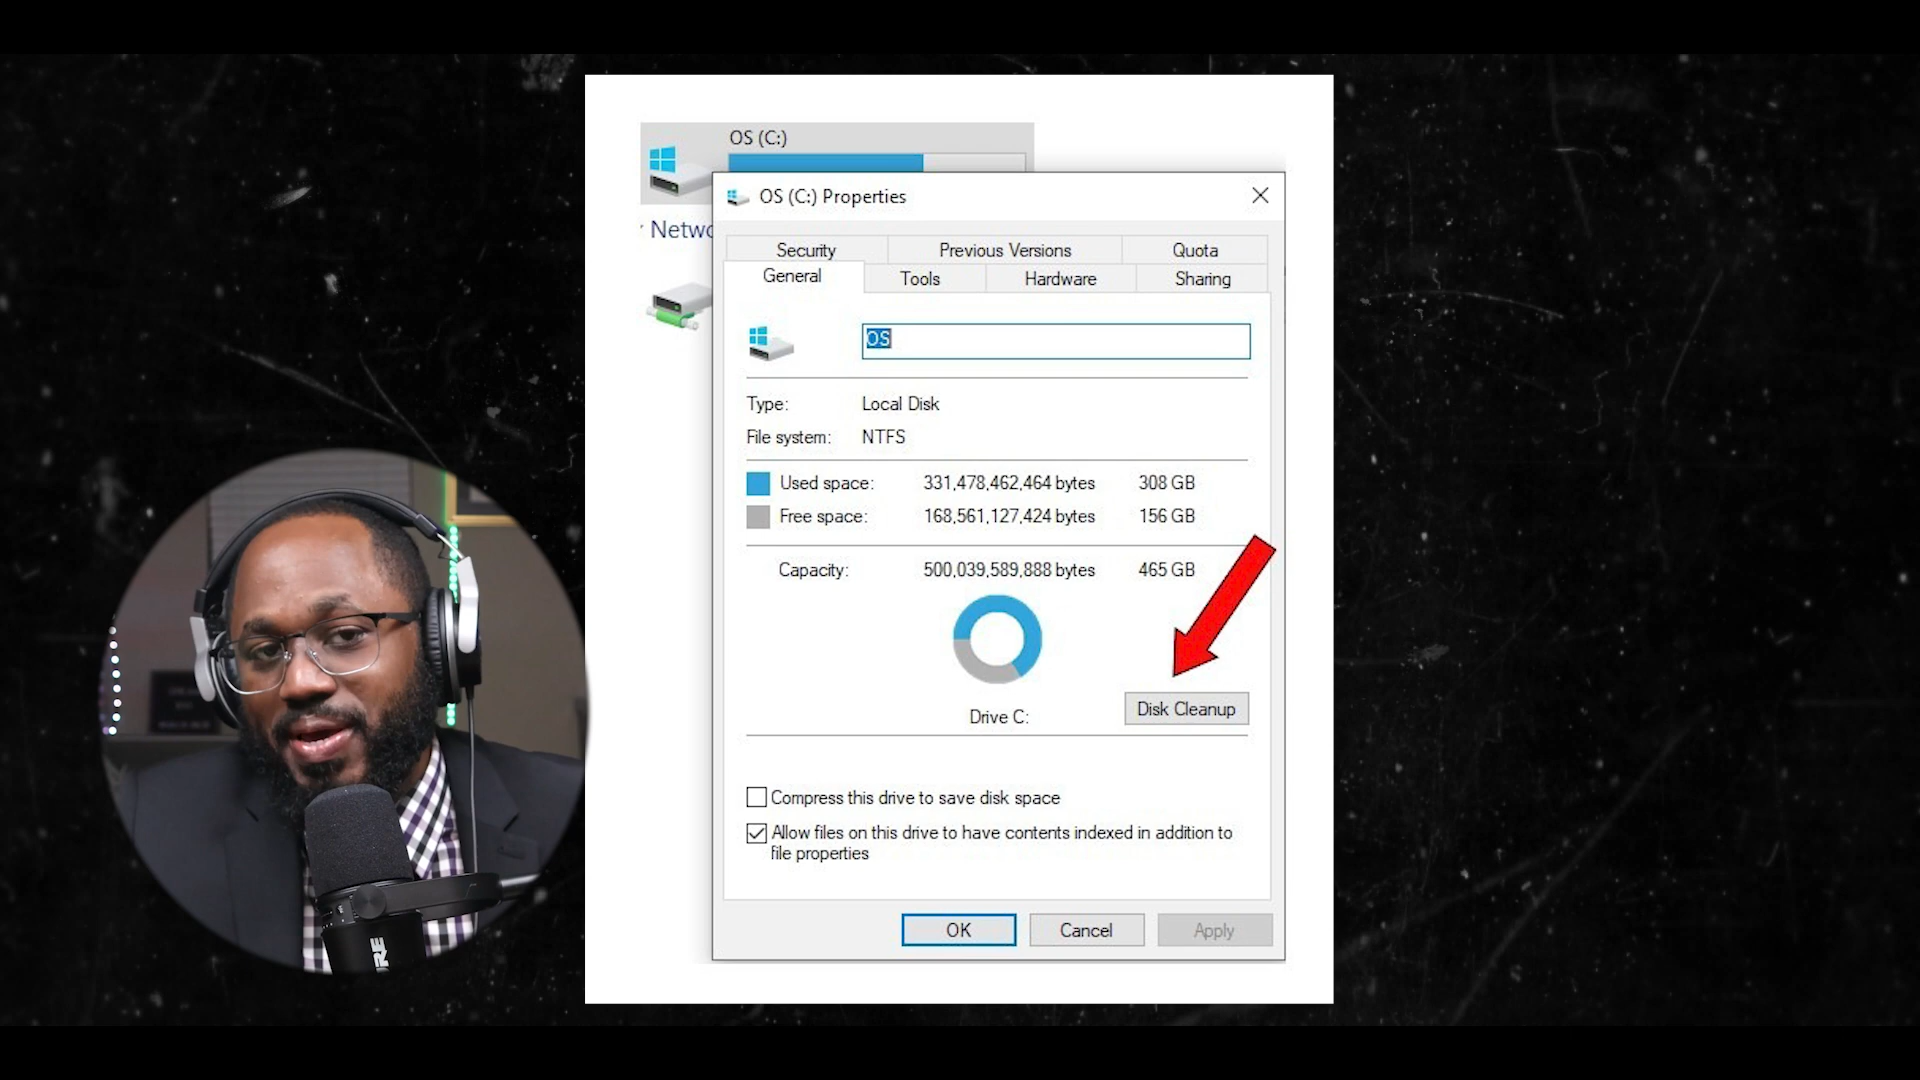 OS (C:)
Netwo
OS (C:) Properties
Security
Previous Versions
Quota
General
Tools
Hardware
Sharing
OS
Type: Local Disk
File system: NTFS
Used space: 331,478,462,464 bytes 308 GB
Free space: 168,561,127,424 bytes 156 GB
Capacity: 500,039,589,888 bytes 465 GB
Drive C:
Disk Cleanup
Compress this drive to save disk space
Allow files on this drive to have contents indexed in addition to
file properties
OK
Cancel
Apply